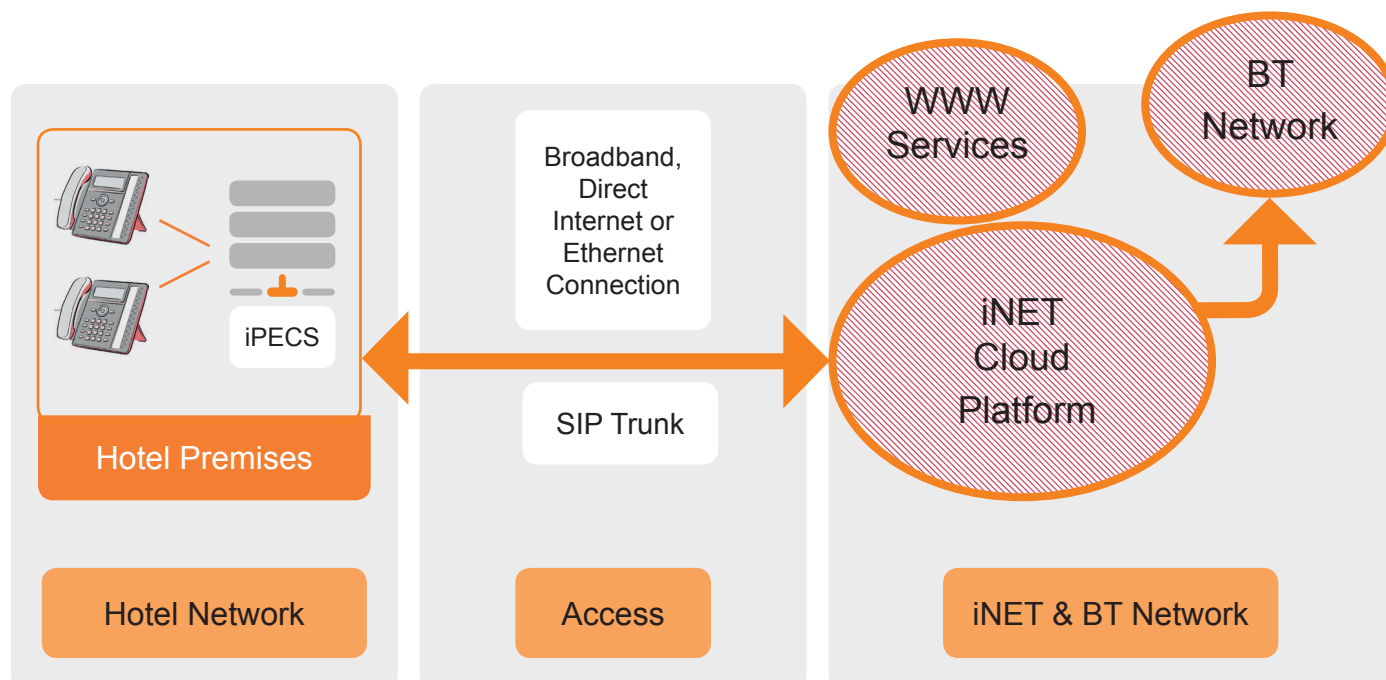 iPECS
Hotel Premises
Hotel Network
Broadband,
Direct
Internet or
Ethernet
Connection
SIP Trunk
Access
WWW
Services
BT
Network
iNET
Cloud
Platform
iNET & BT Network